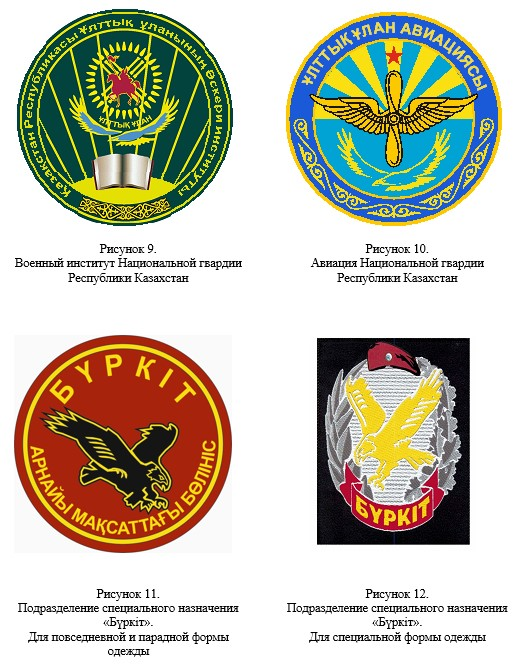 Қазақстан Республикасы Ұлттық ұланының Әскери институты
ҰЛТТЫҚ ҰЛАН
ҰЛТТЫҚ ҰЛАН АВИАЦИЯСЫ
Рисунок 9.
Военный институт Национальной гвардии
Республики Казахстан
Рисунок 10.
Авиация Национальной гвардии
Республики Казахстан
БҮРКІТ
АРНАЙЫ МАҚСАТТАҒЫ БӨЛІНІС
БҮРКІТ
Рисунок 11.
Подразделение специального назначения
«Бүркіт».
Для повседневной и парадной формы
одежды
Рисунок 12.
Подразделение специального назначения
«Бүркіт».
Для специальной формы одежды